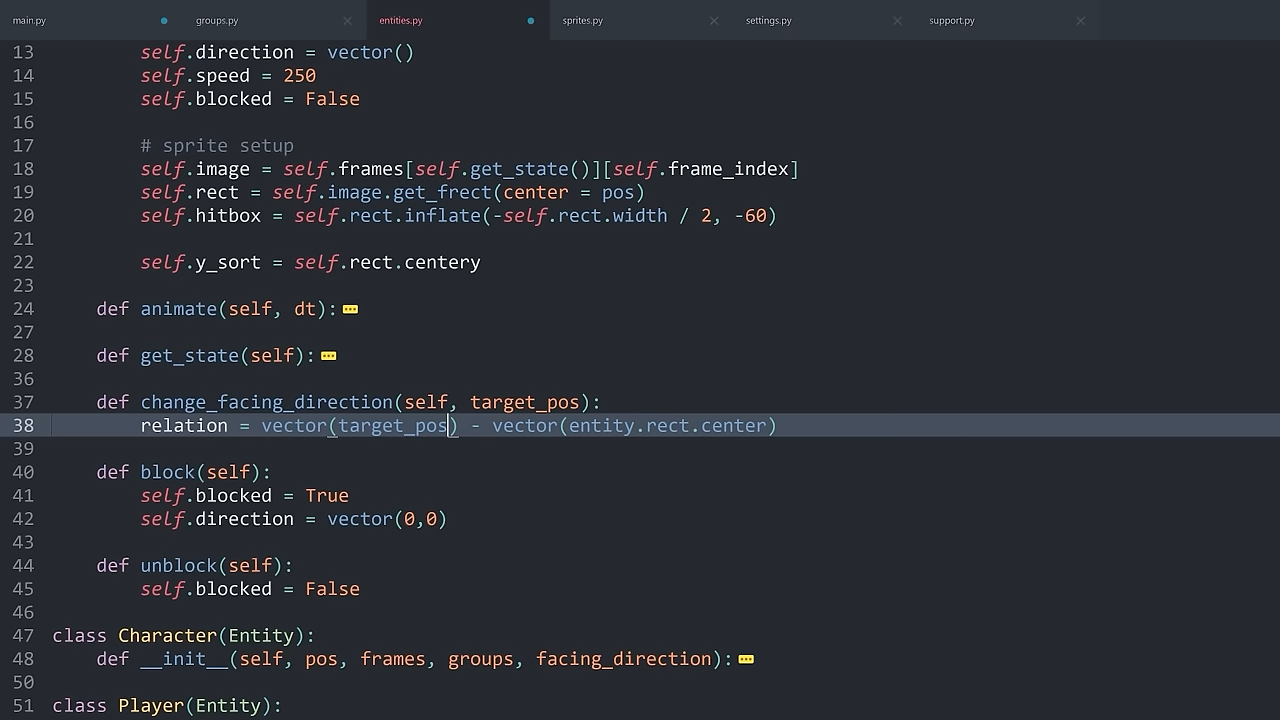 main.py groups.py entities.py sprites.py settings.py support.py
13 self.direction = vector()
14 self.speed = 250
15 self.blocked = False
16
17 # sprite setup
18 self.image = self.frames[self.get_state()][self.frame_index]
19 self.rect = self.image.get_frect(center = pos)
20 self.hitbox = self.rect.inflate(-self.rect.width / 2, -60)
21
22 self.y_sort = self.rect.centery
23
24 def animate(self, dt):
27
28 def get_state(self):
36
37 def change_facing_direction(self, target_pos):
38 relation = vector(target_pos) - vector(entity.rect.center)
39
40 def block(self):
41 self.blocked = True
42 self.direction = vector(0,0)
43
44 def unblock(self):
45 self.blocked = False
46
47 class Character(Entity):
48 def __init__(self, pos, frames, groups, facing_direction):
50
51 class Player(Entity):